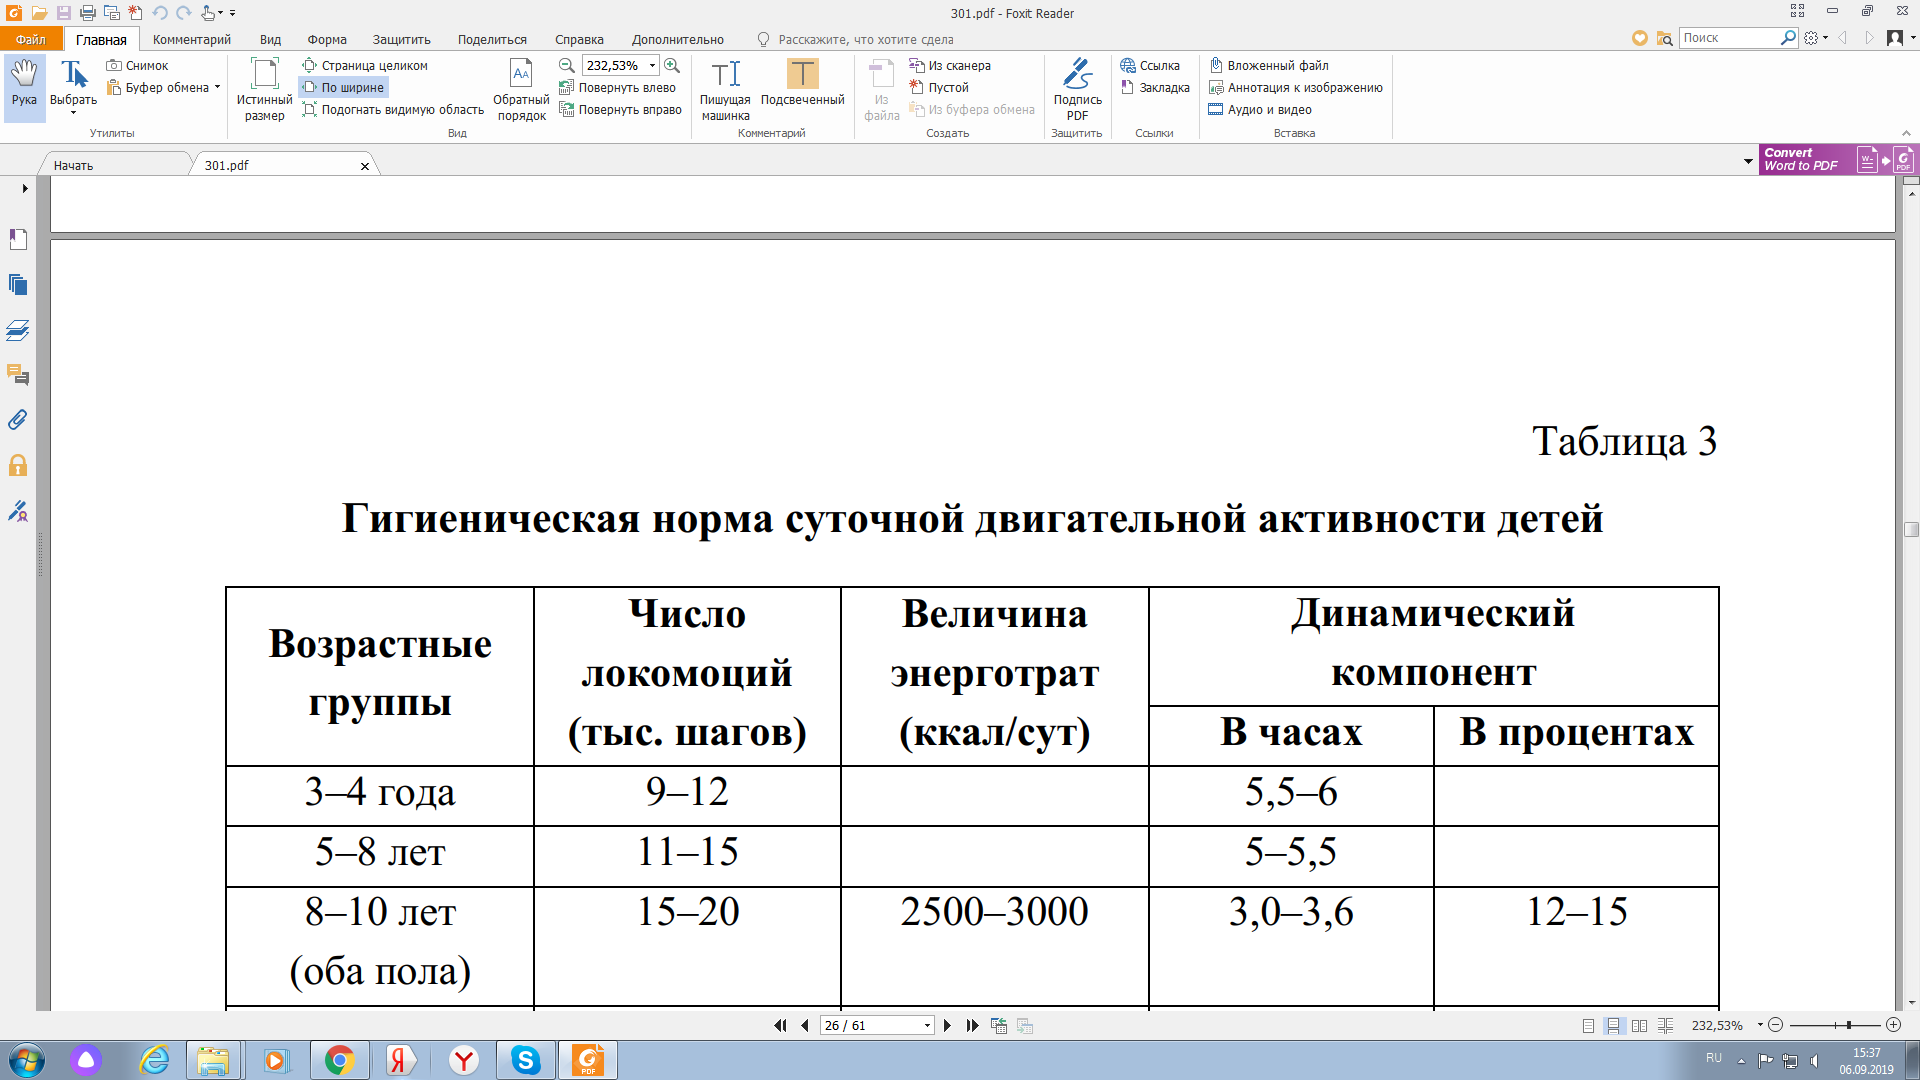 301.pdf - Foxit Reader
Файл
Главная
Комментарий
Вид
Форма
Защитить
Поделиться
Справка
Дополнительно
Расскажите, что хотите сдела
Поиск
Рука
Выбрать
Снимок
Буфер обмена
Утилиты
Истинный
размер
Страница целиком
По ширине
Подогнать видимую область
Обратный
порядок
232,53%
Повернуть влево
Повернуть вправо
Вид
Пишущая
машинка
Подсвеченный
Комментарий
Из
файла
Из сканера
Пустой
Из буфера обмена
Создать
Подпись
PDF
Защитить
Ссылка
Закладка
Ссылки
Вложенный файл
Аннотация к изображению
Аудио и видео
Вставка
Начать
301.pdf
Convert
Word to PDF
Таблица 3
Гигиеническая норма суточной двигательной активности детей
Возрастные
группы
Число
локомоций
(тыс. шагов)
Величина
энерготрат
(ккал/сут)
Динамический
компонент
В часах
В процентах
3–4 года
9–12
5,5–6
5–8 лет
11–15
5–5,5
8–10 лет
(оба пола)
15–20
2500–3000
3,0–3,6
12–15
26 / 61
232,53%
RU
15:37
06.09.2019